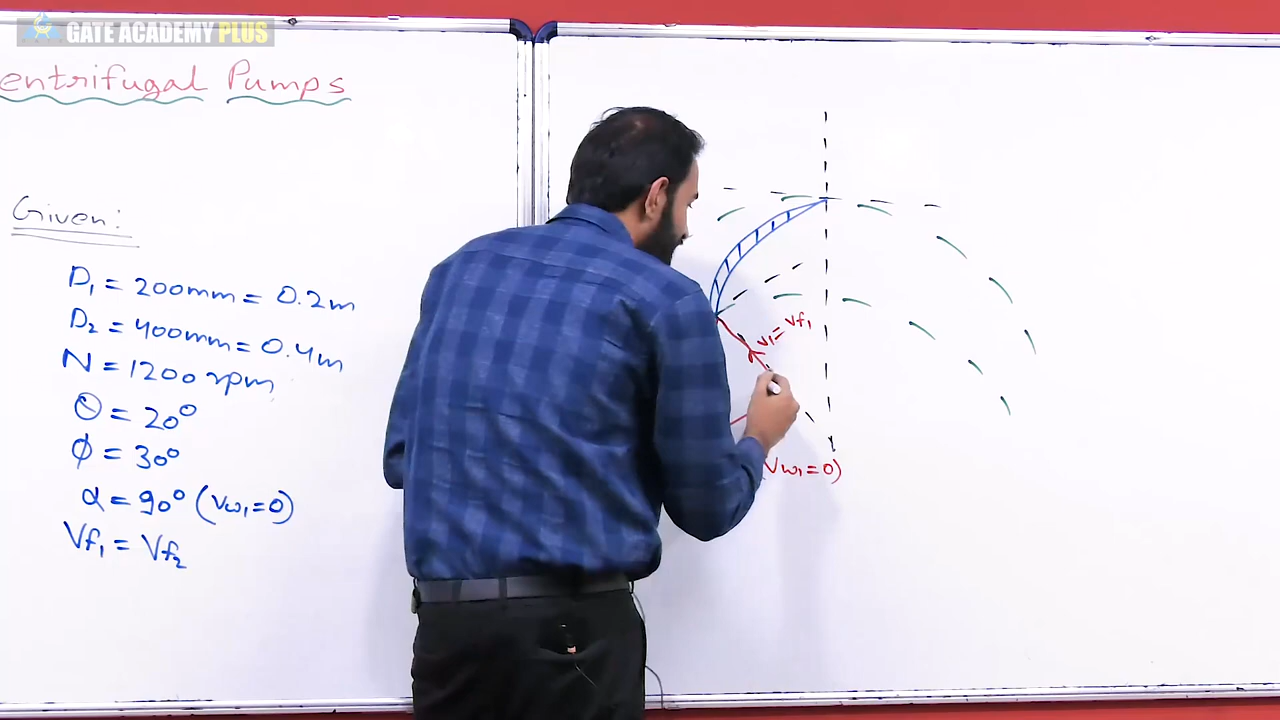 GATE ACADEMY PLUS
entrifugal Pumps
Given:
D₁ = 200mm = 0.2m
D₂ = 400mm = 0.4m
N = 1200 rpm
θ = 20°
ϕ = 30°
α = 90° (Vw₁=0)
Vf₁ = Vf₂
V₁=Vf₁
(Vw₁=0)